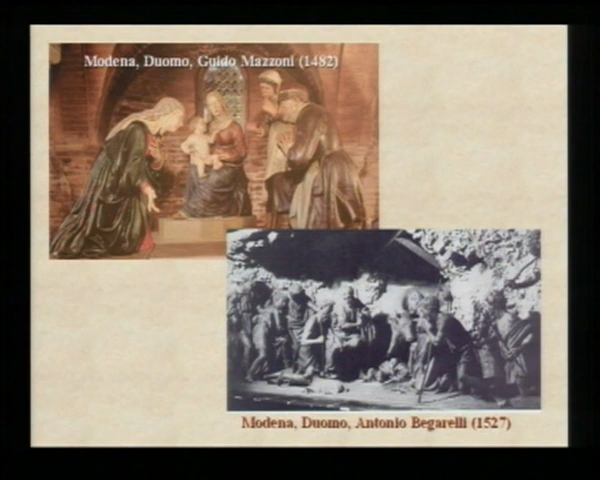 Modena, Duomo, Guido Mazzoni (1482)
Modena, Duomo, Antonio Begarelli (1527)